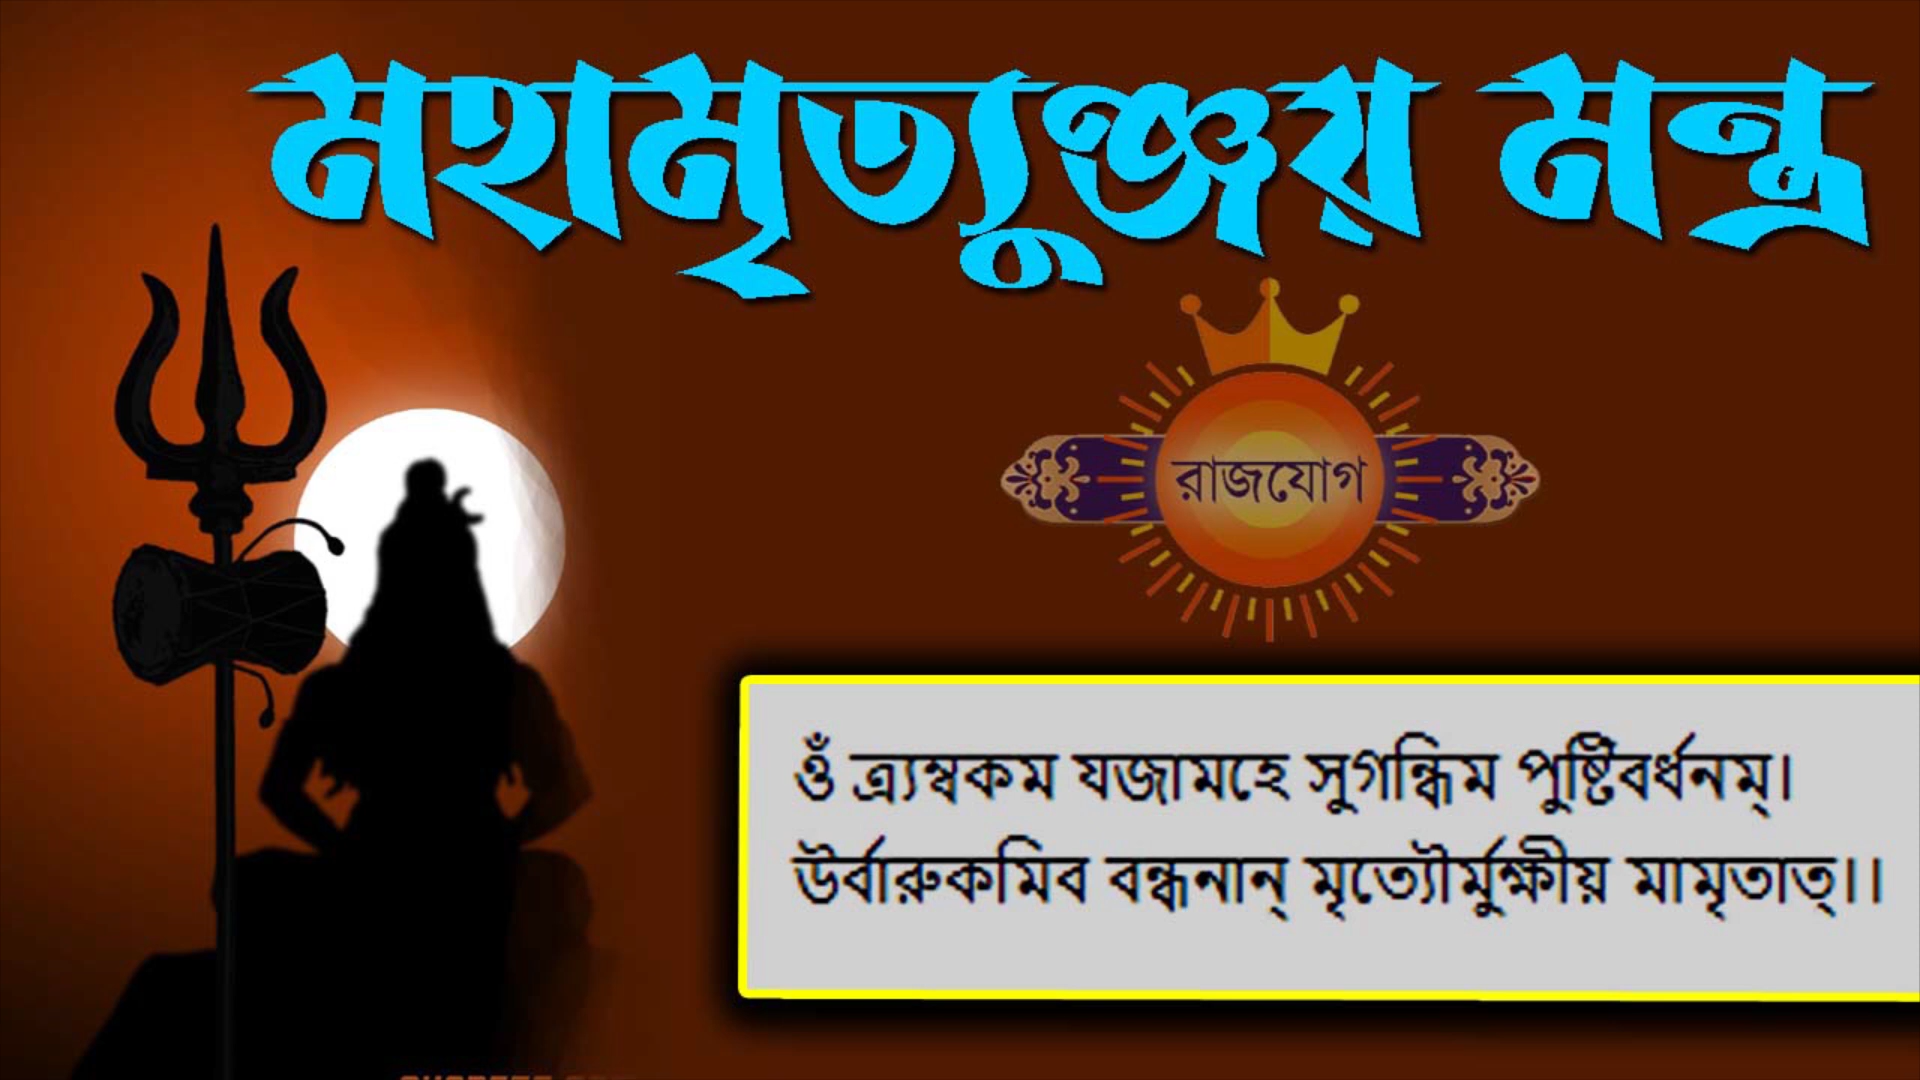 মহামৃত্যুঞ্জয় মন্ত্র
রাজযোগ
ওঁ ত্র্যম্বকম যজামহে সুগন্ধিম পুষ্টিবর্ধনম্।
উর্বারুকমিব বন্ধনান্ মৃত্যৌর্মুক্ষীয় মামৃতাত্।।